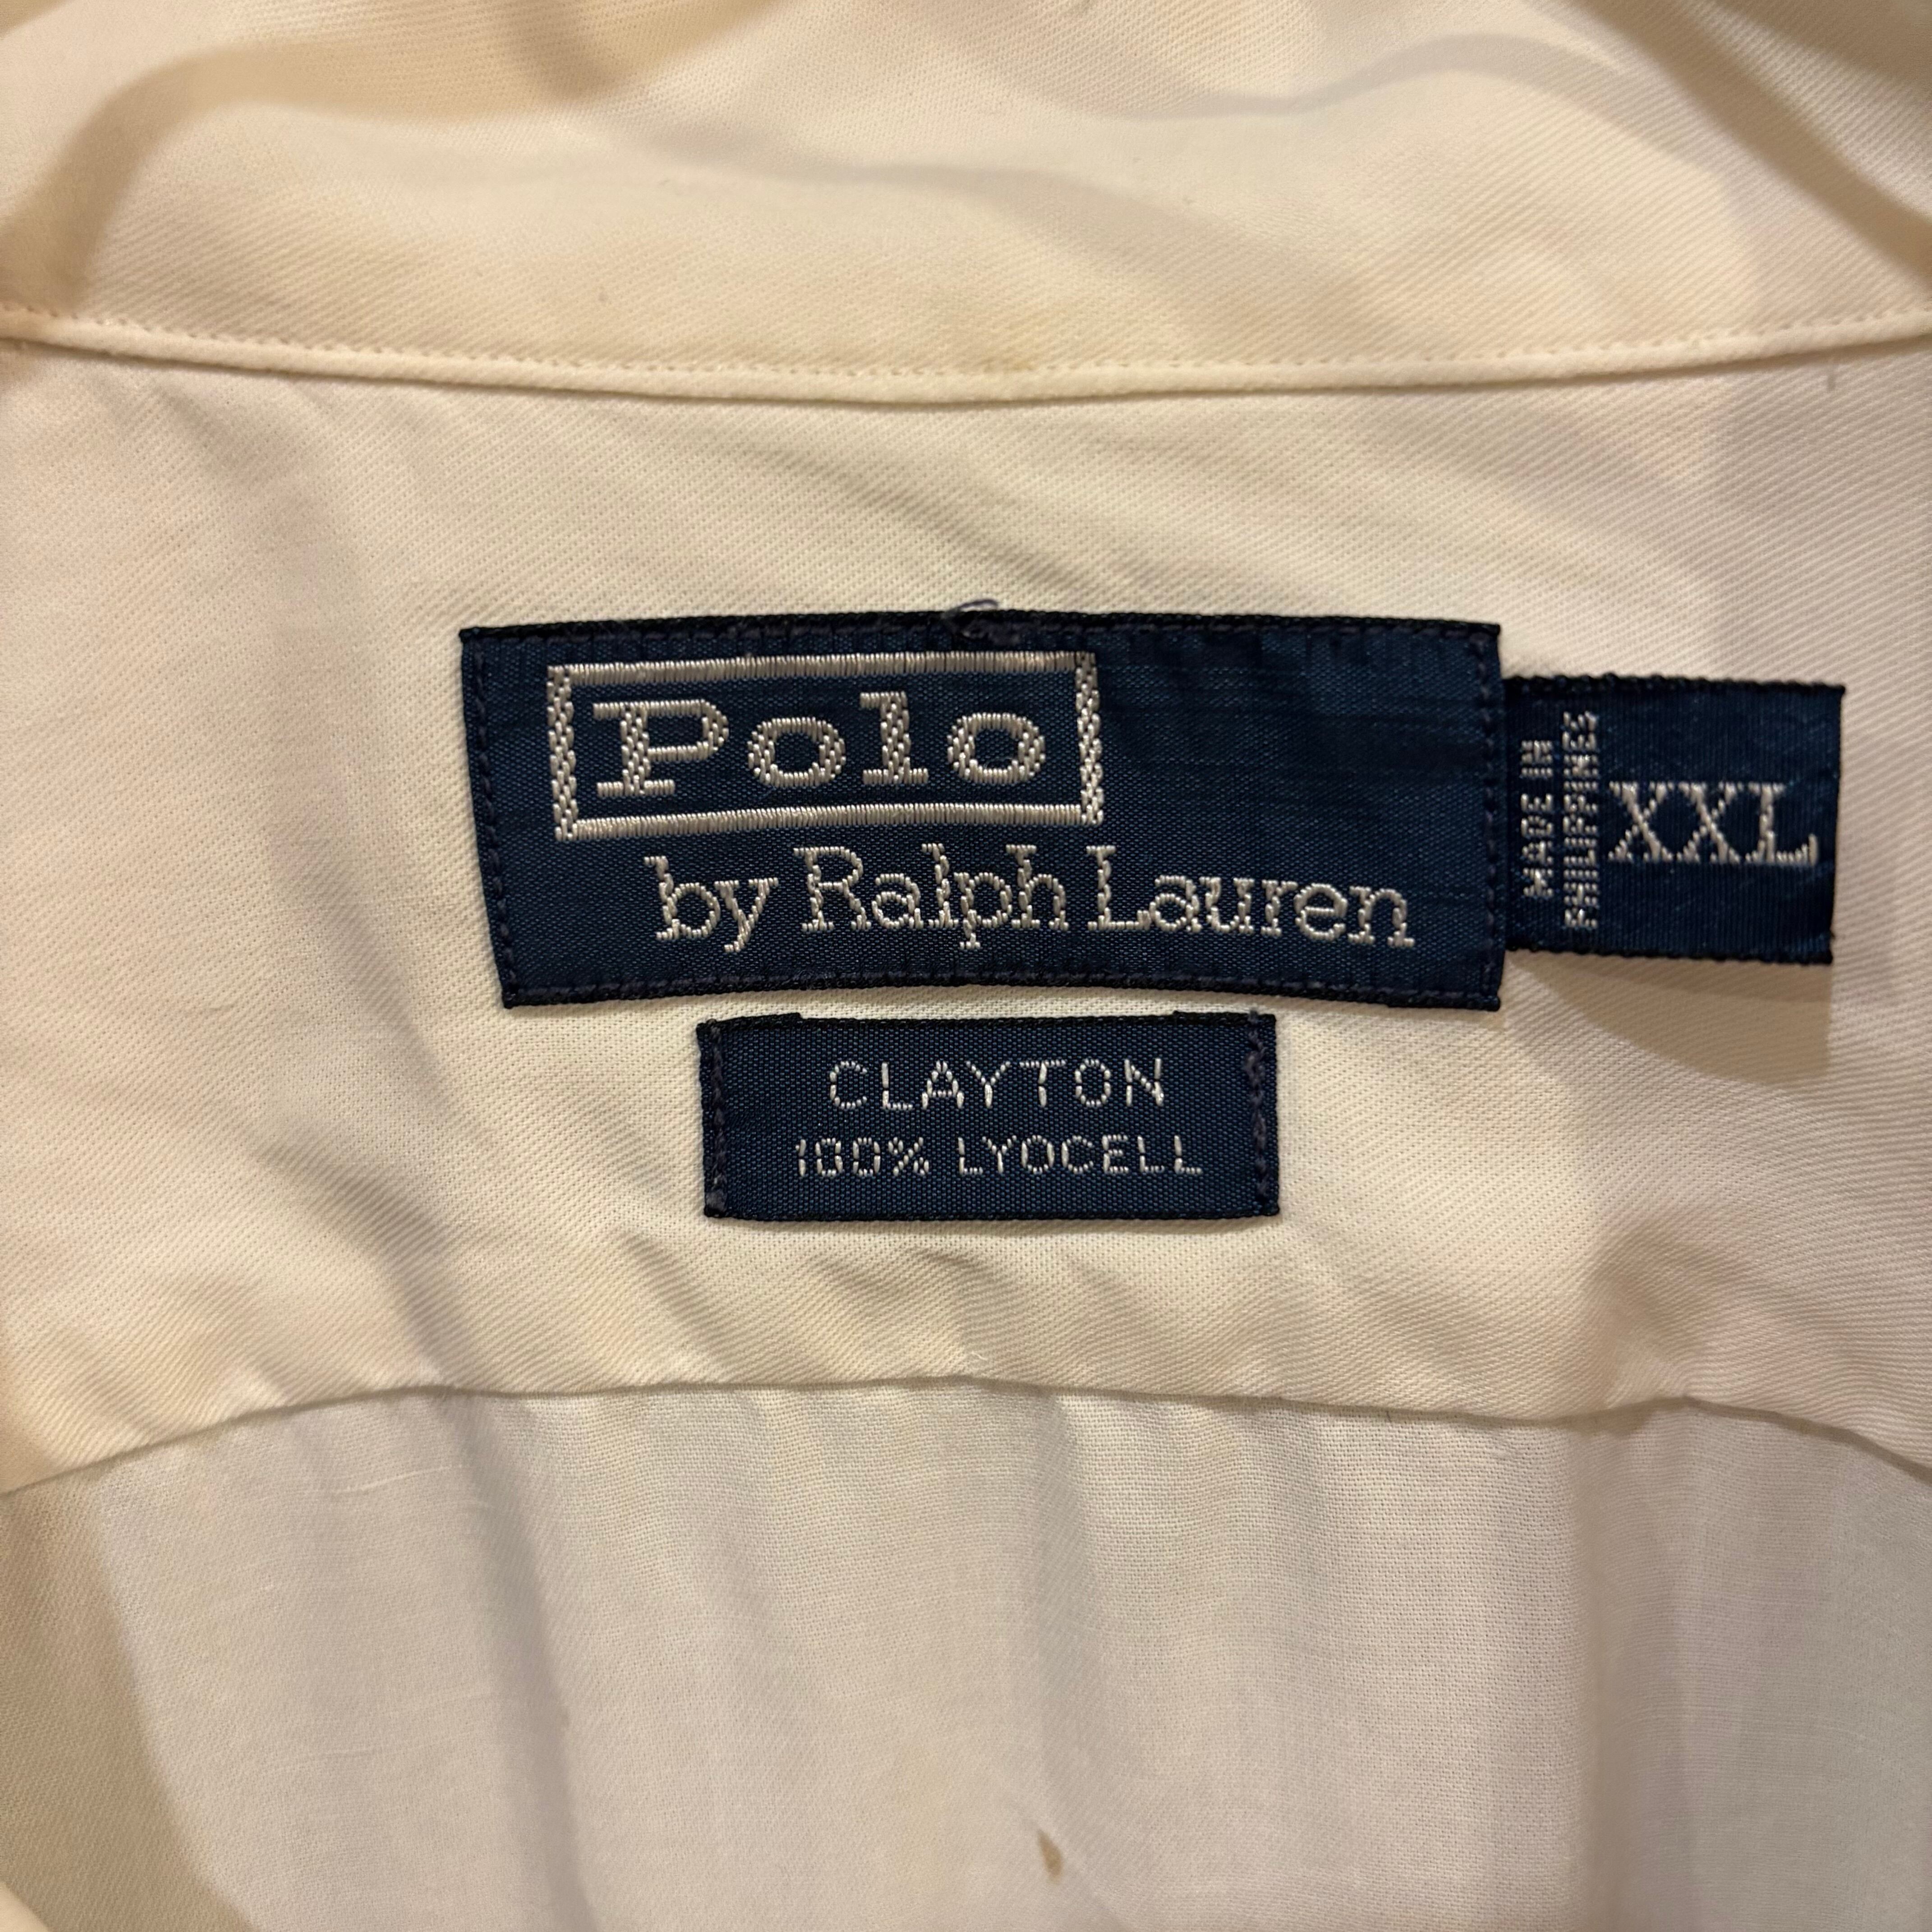 Polo
by Ralph Lauren
MADE IN
PHILIPPINES
XXL
CLAYTON
100% LYOCELL